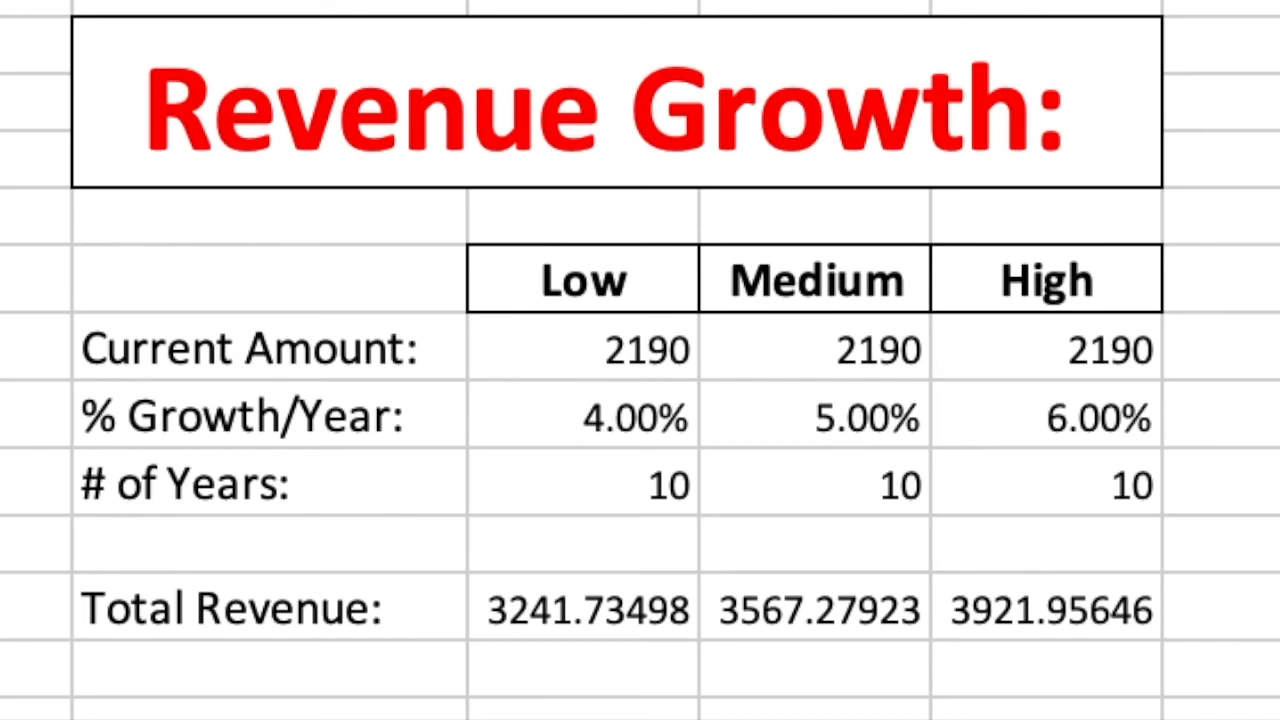 Revenue Growth:
Low Medium High
Current Amount: 2190 2190 2190
% Growth/Year: 4.00% 5.00% 6.00%
# of Years: 10 10 10
Total Revenue: 3241.73498 3567.27923 3921.95646